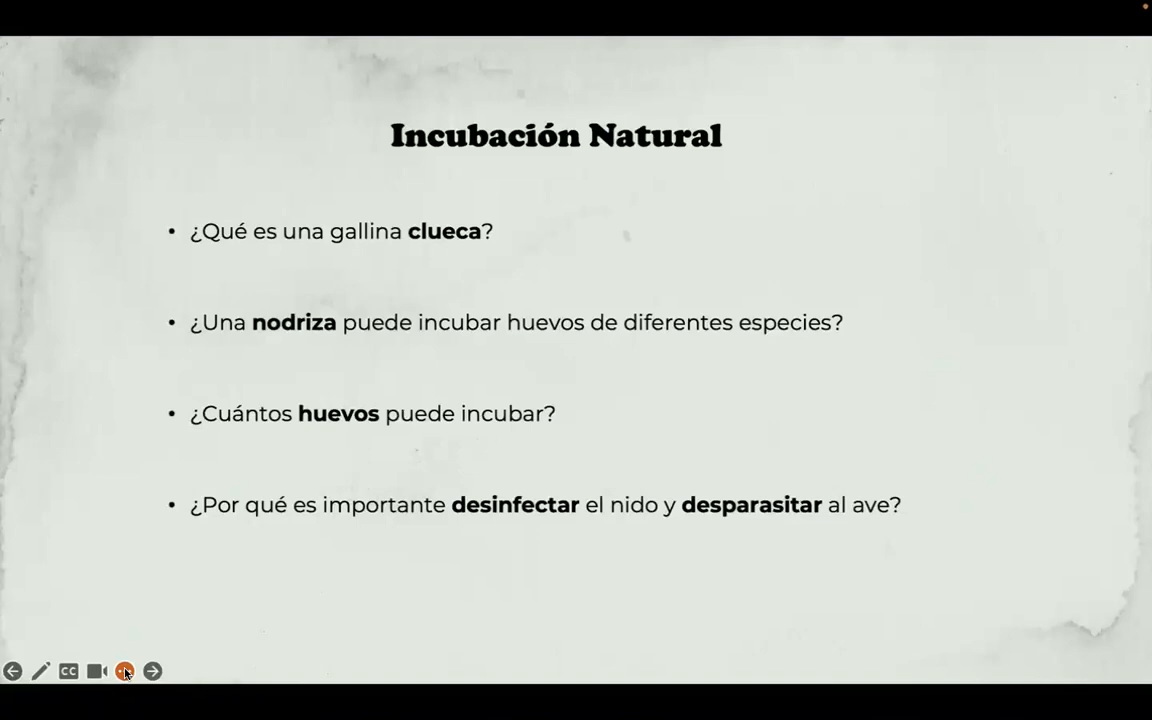 Incubación Natural
• ¿Qué es una gallina clueca?
• ¿Una nodriza puede incubar huevos de diferentes especies?
• ¿Cuántos huevos puede incubar?
• ¿Por qué es importante desinfectar el nido y desparasitar al ave?
CC